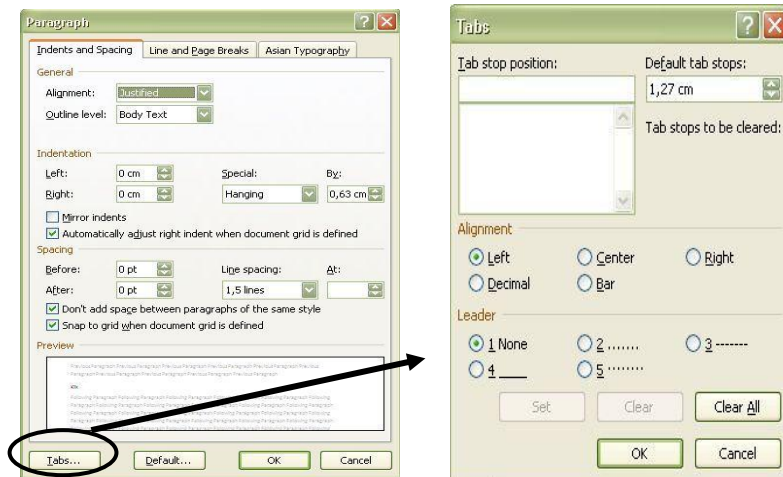 Paragraph
Indents and Spacing Line and Page Breaks Asian Typography
General
Alignment: Justified
Outline level: Body Text
Indentation
Left: 0 cm Special: By:
Right: 0 cm Hanging 0,63 cm
Mirror indents
Automatically adjust right indent when document grid is defined
Spacing
Before: 0 pt Line spacing: At:
After: 0 pt 1,5 lines
Don't add space between paragraphs of the same style
Snap to grid when document grid is defined
Preview
Tabs... Default... OK Cancel
Tabs
Tab stop position: Default tab stops:
1,27 cm
Tab stops to be cleared:
Alignment
Left Center Right
Decimal Bar
Leader
1 None 2 ....... 3 -------
4 ____ 5 ········
Set Clear Clear All
OK Cancel